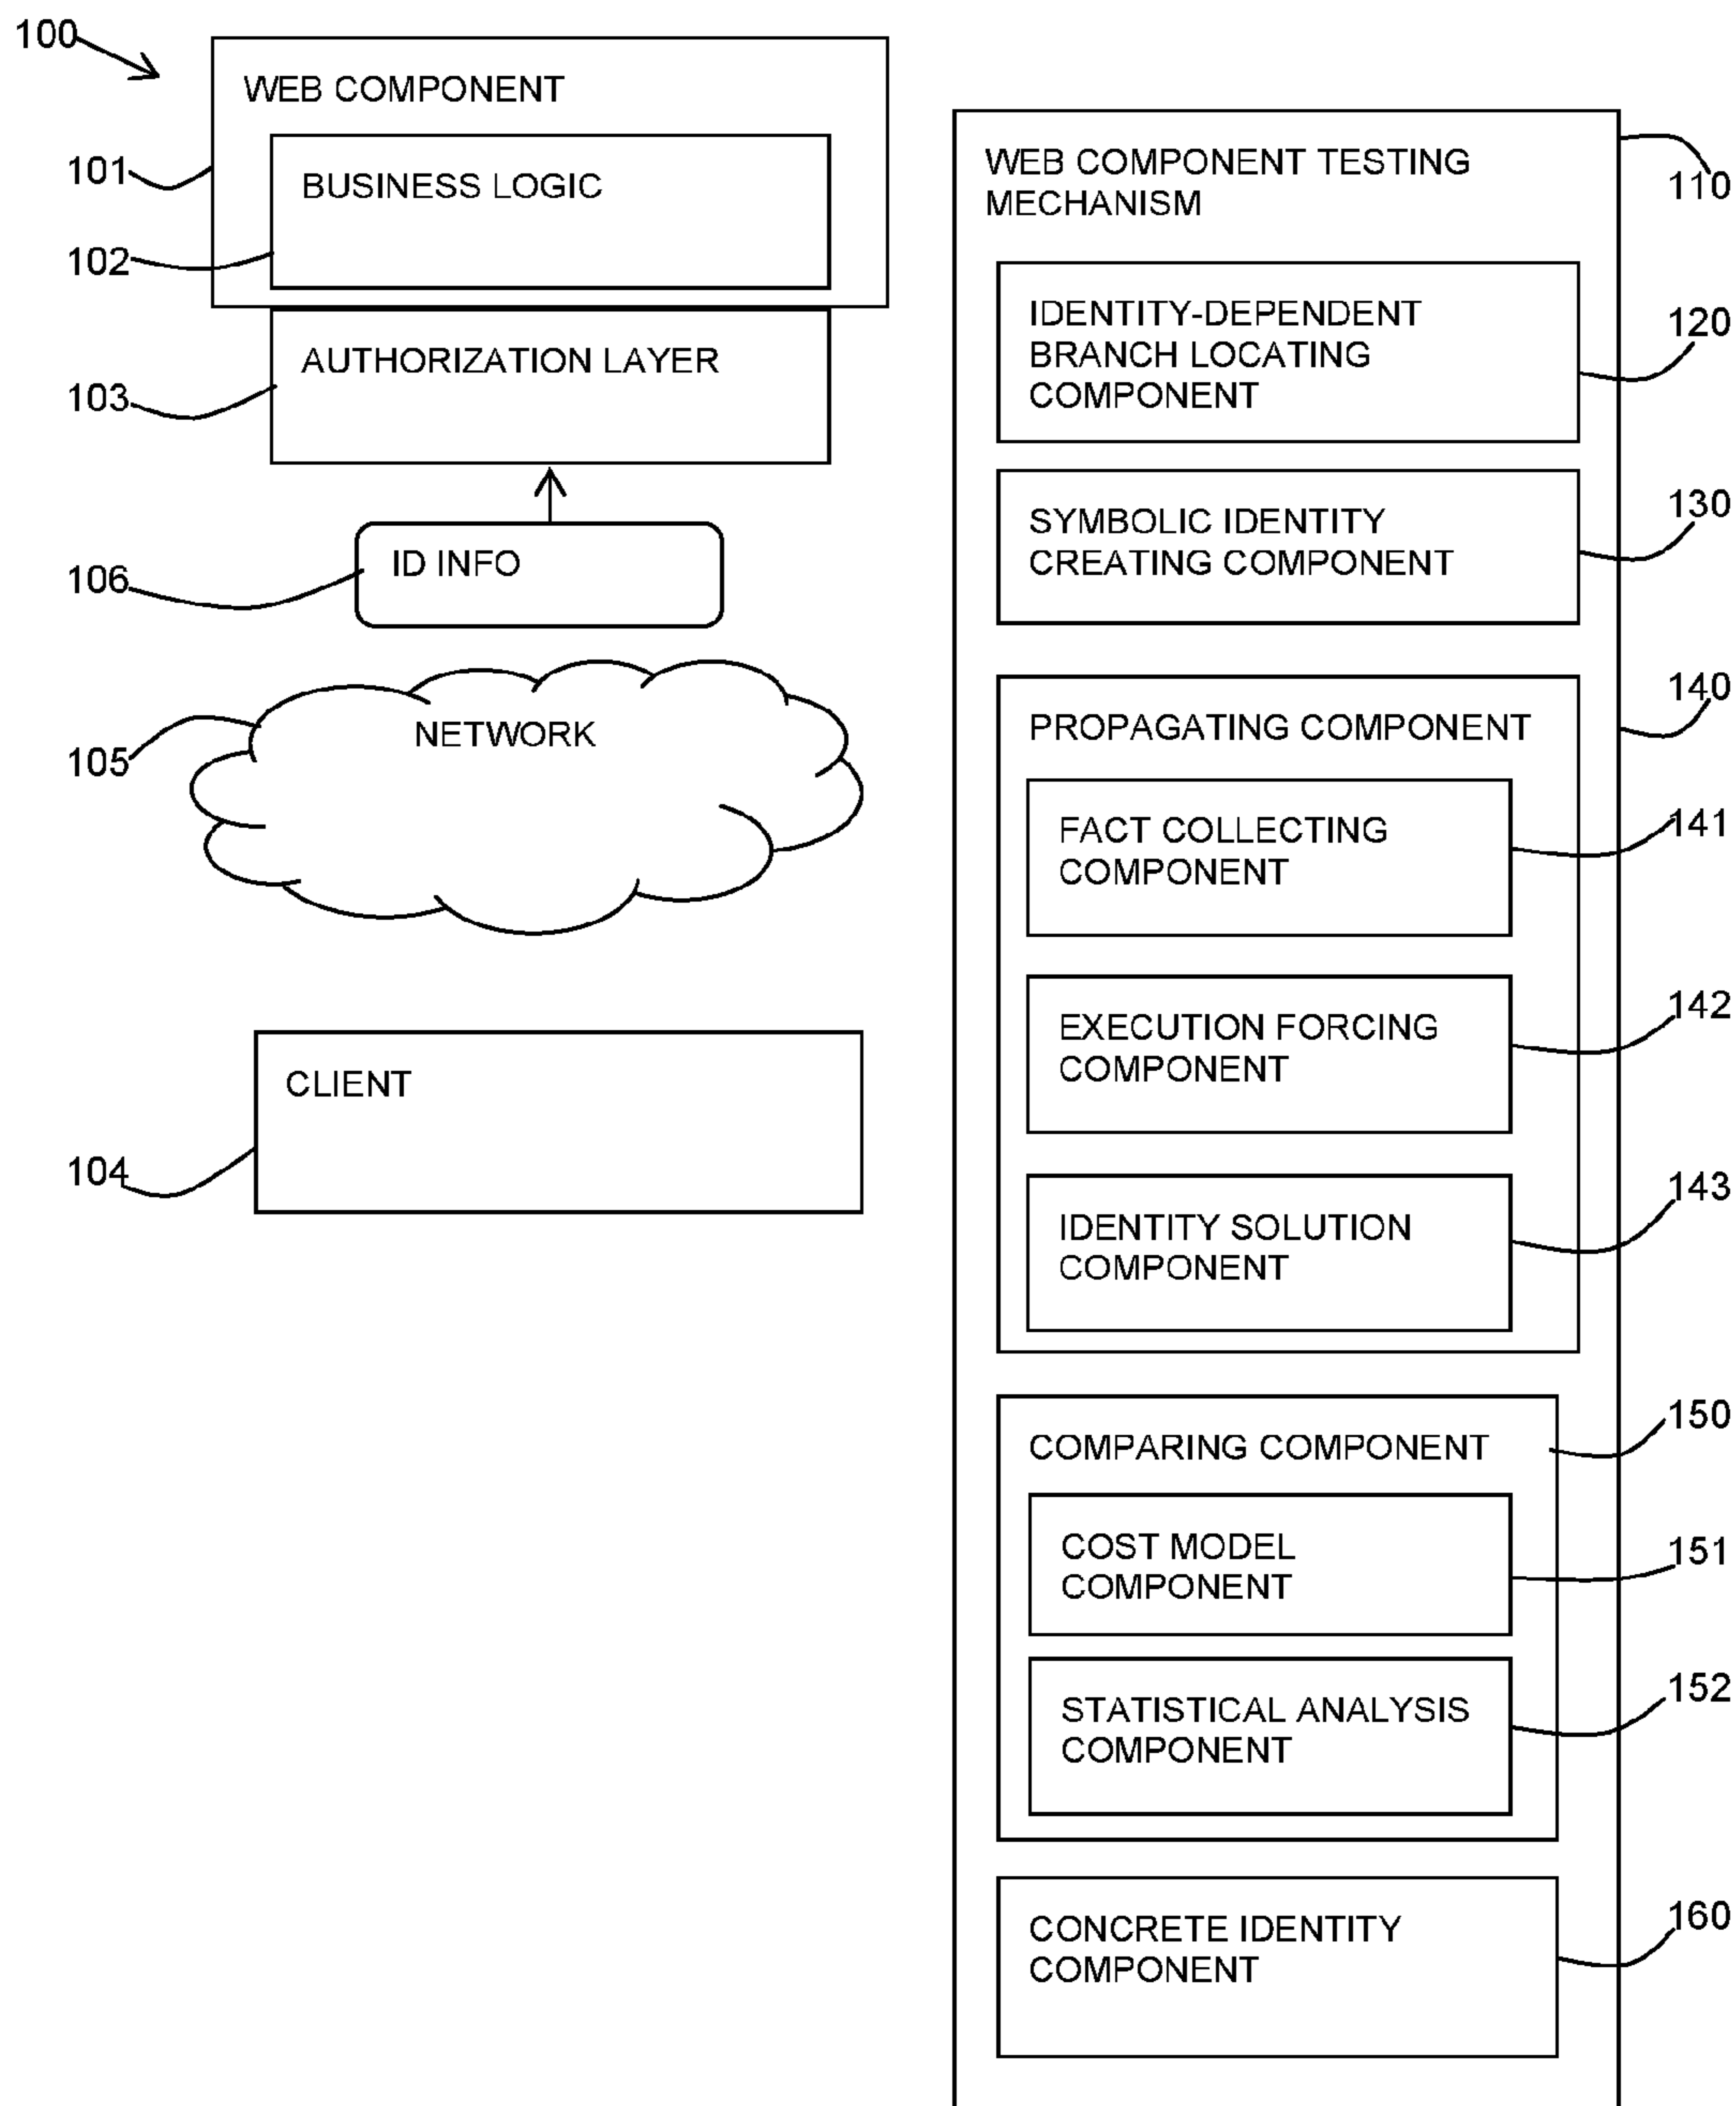 100
WEB COMPONENT
101
BUSINESS LOGIC
102
AUTHORIZATION LAYER
103
ID INFO
106
NETWORK
105
CLIENT
104
WEB COMPONENT TESTING
MECHANISM
110
IDENTITY-DEPENDENT
BRANCH LOCATING
COMPONENT
120
SYMBOLIC IDENTITY
CREATING COMPONENT
130
PROPAGATING COMPONENT
140
FACT COLLECTING
COMPONENT
141
EXECUTION FORCING
COMPONENT
142
IDENTITY SOLUTION
COMPONENT
143
COMPARING COMPONENT
150
COST MODEL
COMPONENT
151
STATISTICAL ANALYSIS
COMPONENT
152
CONCRETE IDENTITY
COMPONENT
160